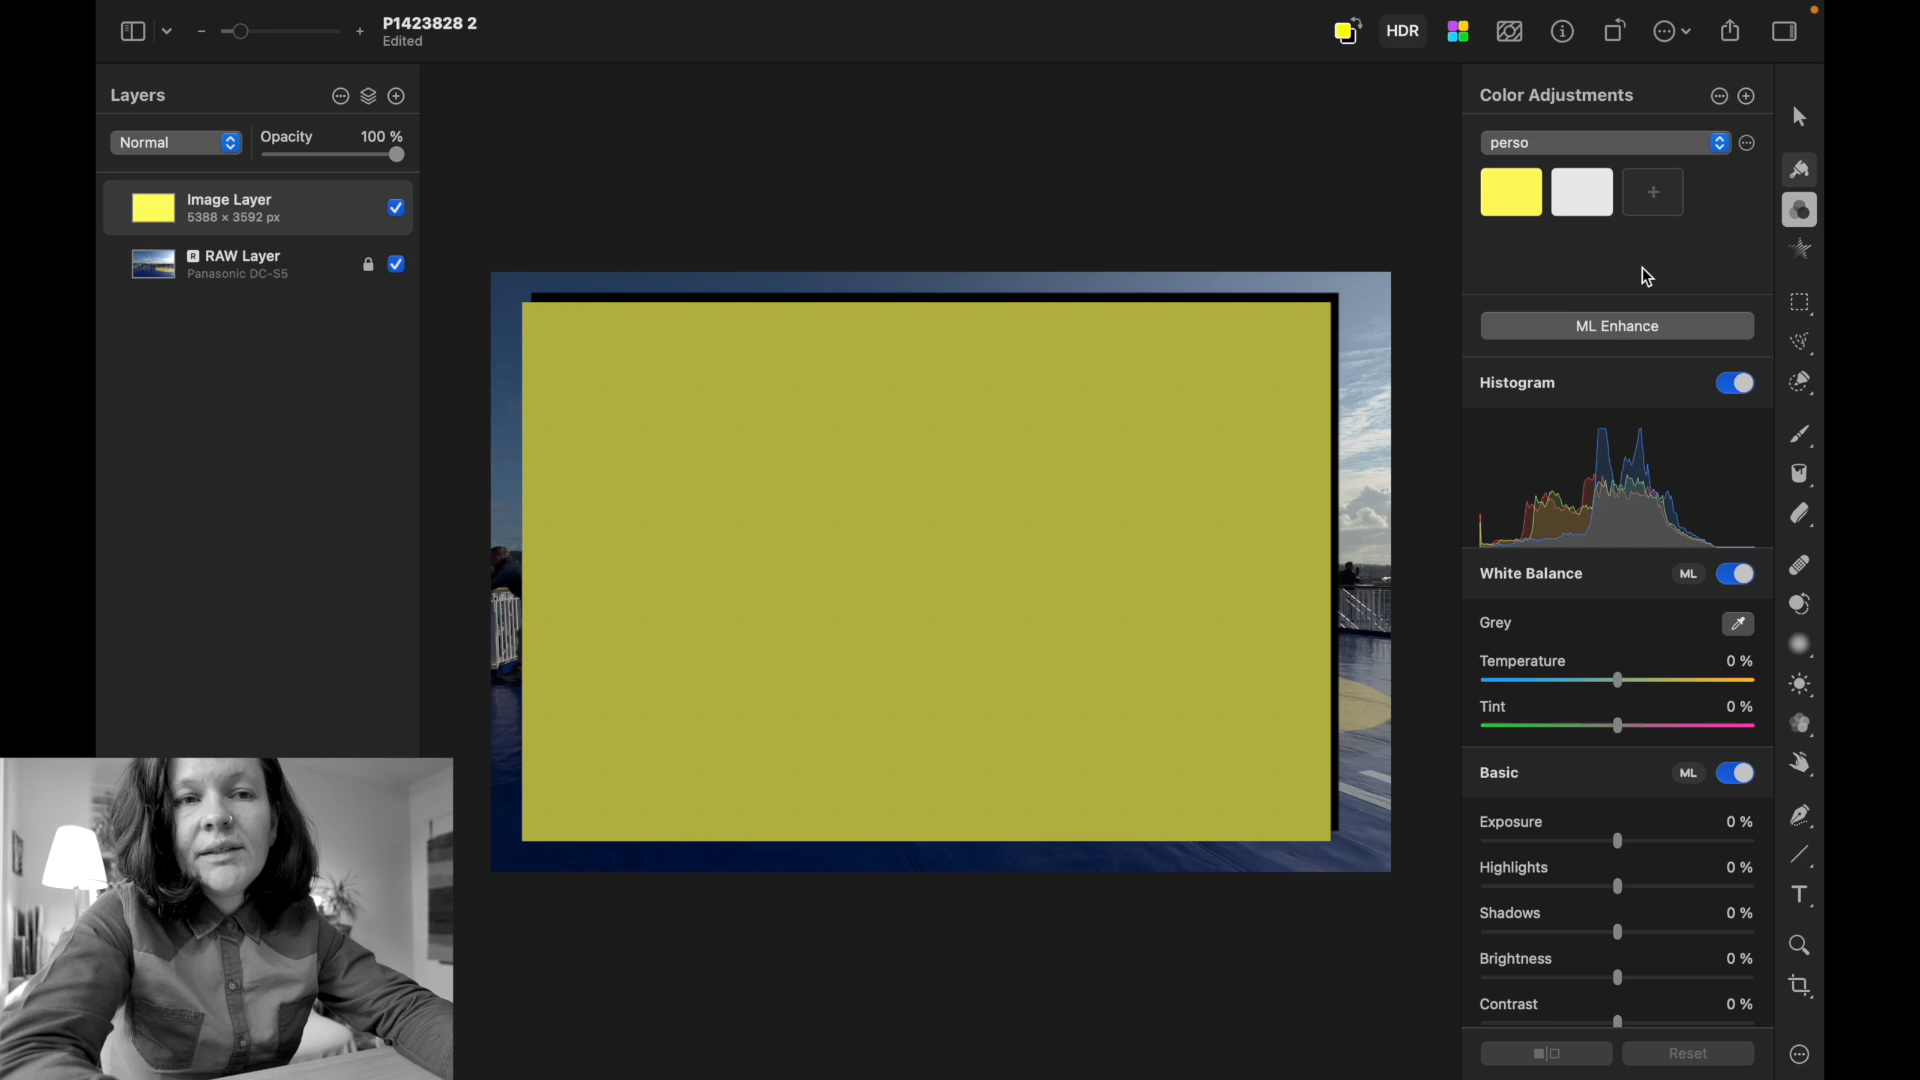 P1423828 2
Edited
HDR
Layers
Normal
Opacity
100 %
Image Layer
5388 × 3592 px
R RAW Layer
Panasonic DC-S5
Color Adjustments
perso
ML Enhance
Histogram
White Balance
ML
Grey
Temperature
0 %
Tint
0 %
Basic
ML
Exposure
0 %
Highlights
0 %
Shadows
0 %
Brightness
0 %
Contrast
0 %
Reset